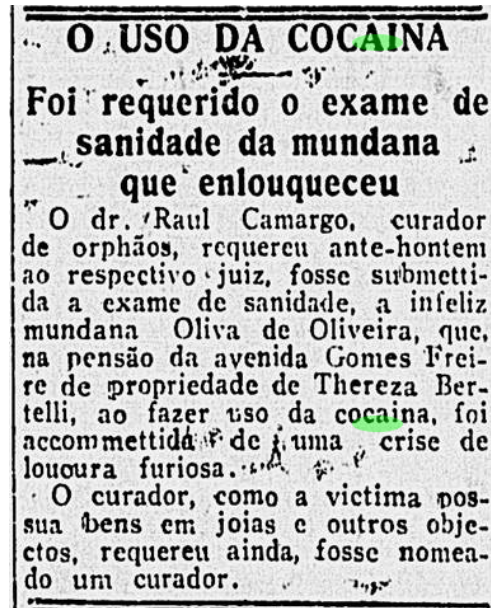 O USO DA COCAINA
Foi requerido o exame de
sanidade da mundana
que enlouqueceu
O dr. Raul Camargo, curador
de orphãos, requereu ante-hontem
ao respectivo juiz, fosse submetti-
da a exame de sanidade, a infeliz
mundana Oliva de Oliveira, que,
na pensão da avenida Gomes Frei-
re de propriedade de Thereza Ber-
telli, ao fazer uso da cocaina, foi
accommettida de uma crise de
loucura furiosa.
O curador, como a victima pos-
sua bens em joias e outros obje-
ctos, requereu ainda, fosse nomea-
do um curador.